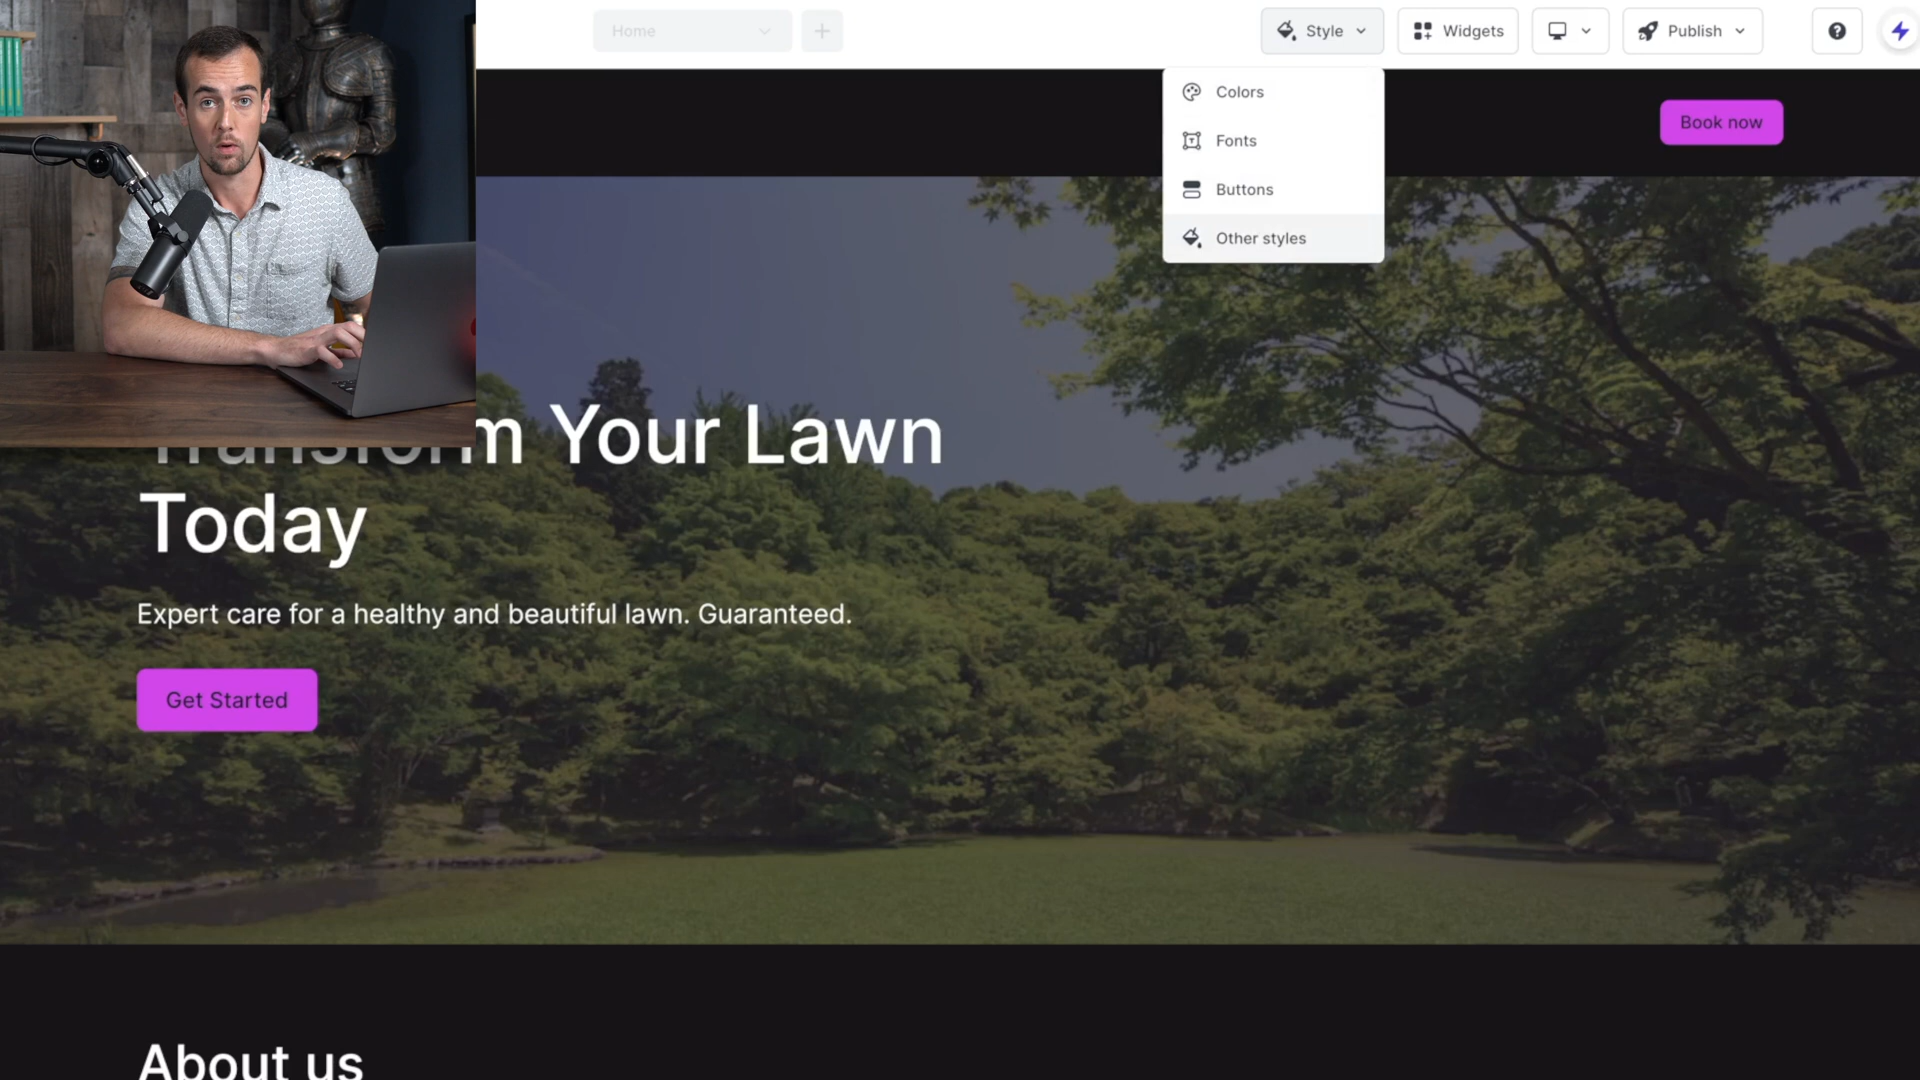 Home
Style
Widgets
Publish
Colors
Fonts
Buttons
Other styles
Book now
Transform Your Lawn
Today
Expert care for a healthy and beautiful lawn. Guaranteed.
Get Started
About us